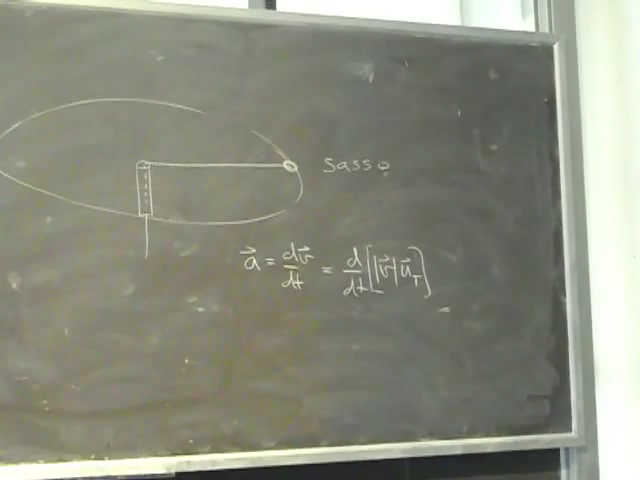 sasso
a⃗ = dv⃗/dt = d/dt [|v⃗| u⃗_T]